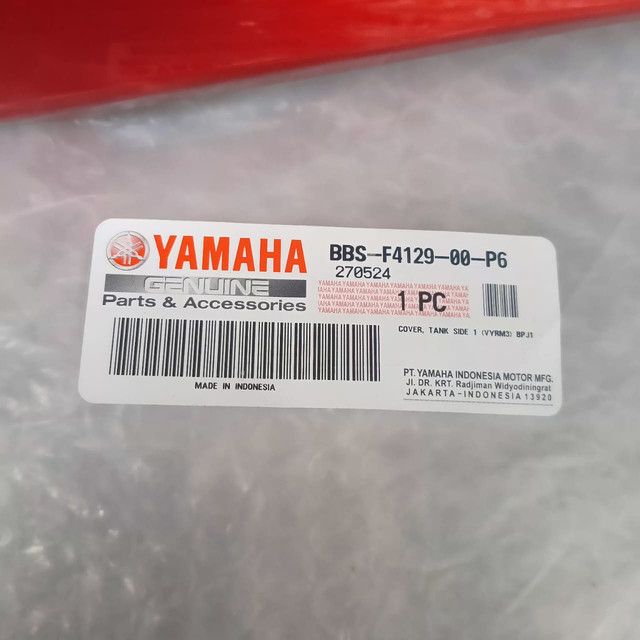 YAMAHA
GENUINE
Parts & Accessories
MADE IN INDONESIA
BBS-F4129-00-P6
270524
1 PC
COVER, TANK SIDE 1 (VYRM3) BPJ1
PT. YAMAHA INDONESIA MOTOR MFG.
Jl. DR. KRT. Radjiman Widyodiningrat
JAKARTA-INDONESIA 13920